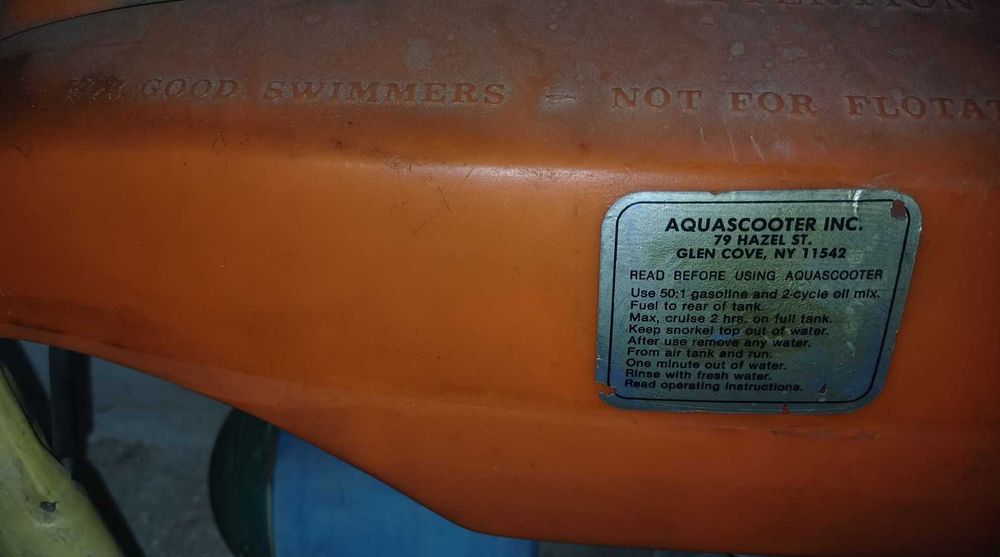 ATTENTION
GOOD SWIMMERS - NOT FOR FLOTAT
AQUASCOOTER INC.
79 HAZEL ST.
GLEN COVE, NY 11542
READ BEFORE USING AQUASCOOTER
Use 50:1 gasoline and 2-cycle oil mix.
Fuel to rear of tank.
Max, cruise 2 hrs. on full tank.
Keep snorkel top out of water.
After use remove any water.
From air tank and run.
One minute out of water.
Rinse with fresh water.
Read operating instructions.